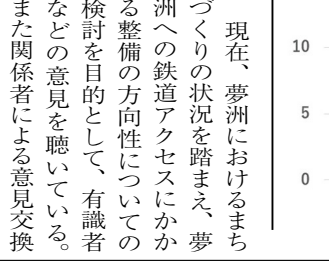 現在、夢洲におけるまち
づくりの状況を踏まえ、夢
洲への鉄道アクセスにかか
る整備の方向性についての
検討を目的として、有識者
などの意見を聴いている。
また関係者による意見交換
10
5
0